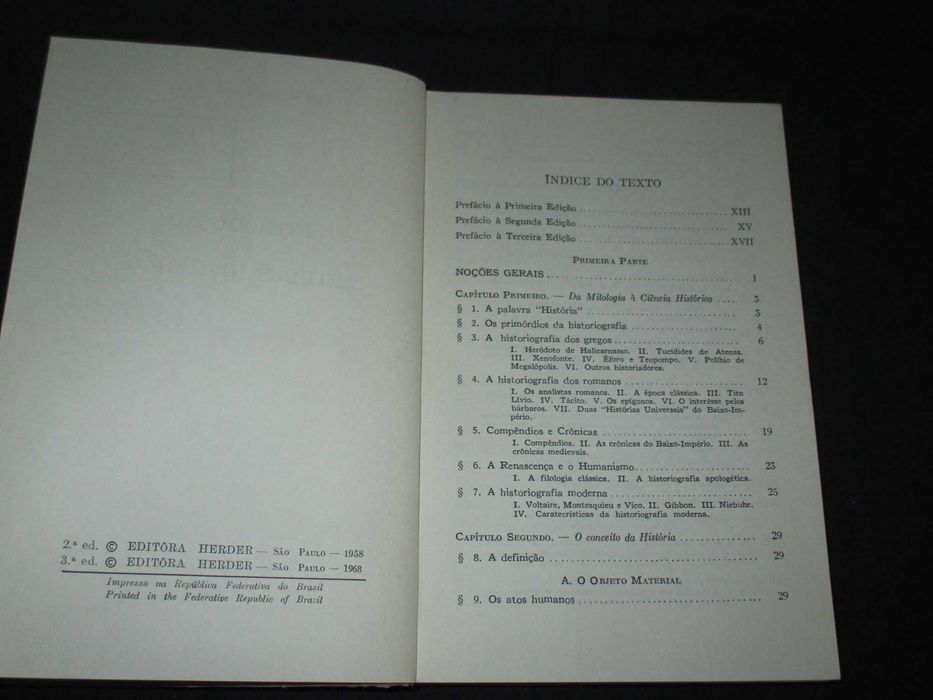 2.ª ed. © EDITÔRA HERDER — São Paulo — 1958
3.ª ed. © EDITÔRA HERDER — São Paulo — 1968
Impresso na República Federativa do Brasil
Printed in the Federative Republic of Brazil
ÍNDICE DO TEXTO
Prefácio à Primeira Edição ........ XIII
Prefácio à Segunda Edição ........ XV
Prefácio à Terceira Edição ........ XVII
Primeira Parte
NOÇÕES GERAIS ........ 1
Capítulo Primeiro. — Da Mitologia à Ciência Histórica .... 3
§ 1. A palavra "História" ........ 3
§ 2. Os primórdios da historiografia ........ 4
§ 3. A historiografia dos gregos ........ 6
I. Heródoto de Halicarnasso. II. Tucídides de Atenas.
III. Xenofonte. IV. Éforo e Teopompo. V. Políbio de
Megalópolis. VI. Outros historiadores.
§ 4. A historiografia dos romanos ........ 12
I. Os analistas romanos. II. A época clássica. III. Tito
Lívio. IV. Tácito. V. Os epígonos. VI. O interêsse pelos
bárbaros. VII. Duas "Histórias Universais" do Baixo-Im-
pério.
§ 5. Compêndios e Crônicas ........ 19
I. Compêndios. II. As crônicas do Baixo-Império. III. As
crônicas medievais.
§ 6. A Renascença e o Humanismo ........ 23
I. A filologia clássica. II. A historiografia apologética.
§ 7. A historiografia moderna ........ 25
I. Voltaire, Montesquieu e Vico. II. Gibbon. III. Niebuhr.
IV. Caratecrísticas da historiografia moderna.
Capítulo Segundo. — O conceito da História ........ 29
§ 8. A definição ........ 29
A. O Objeto Material
§ 9. Os atos humanos ........ 29